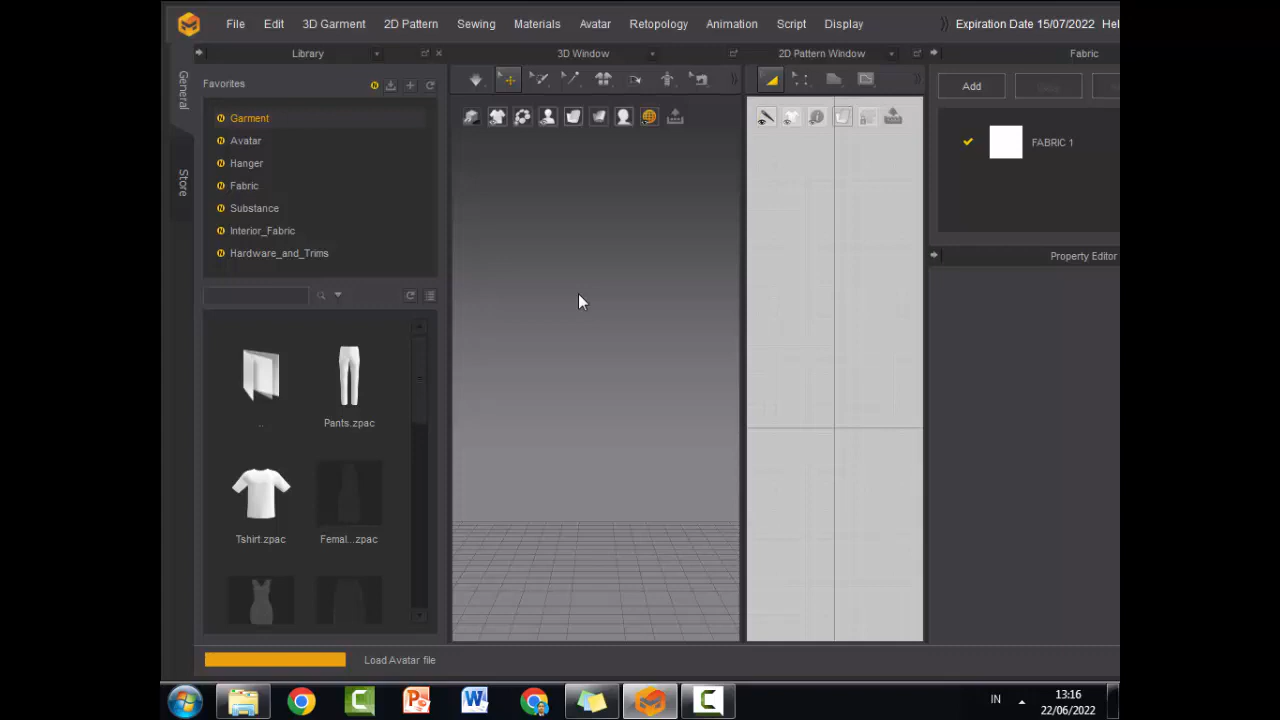 File Edit 3D Garment 2D Pattern Sewing Materials Avatar Retopology Animation Script Display Expiration Date 15/07/2022 Hel
Library 3D Window 2D Pattern Window Fabric
General
Store
Favorites
Garment
Avatar
Hanger
Fabric
Substance
Interior_Fabric
Hardware_and_Trims
..
Pants.zpac
Tshirt.zpac
Femal...zpac
Add
FABRIC 1
Property Editor
Load Avatar file
IN
13:16
22/06/2022